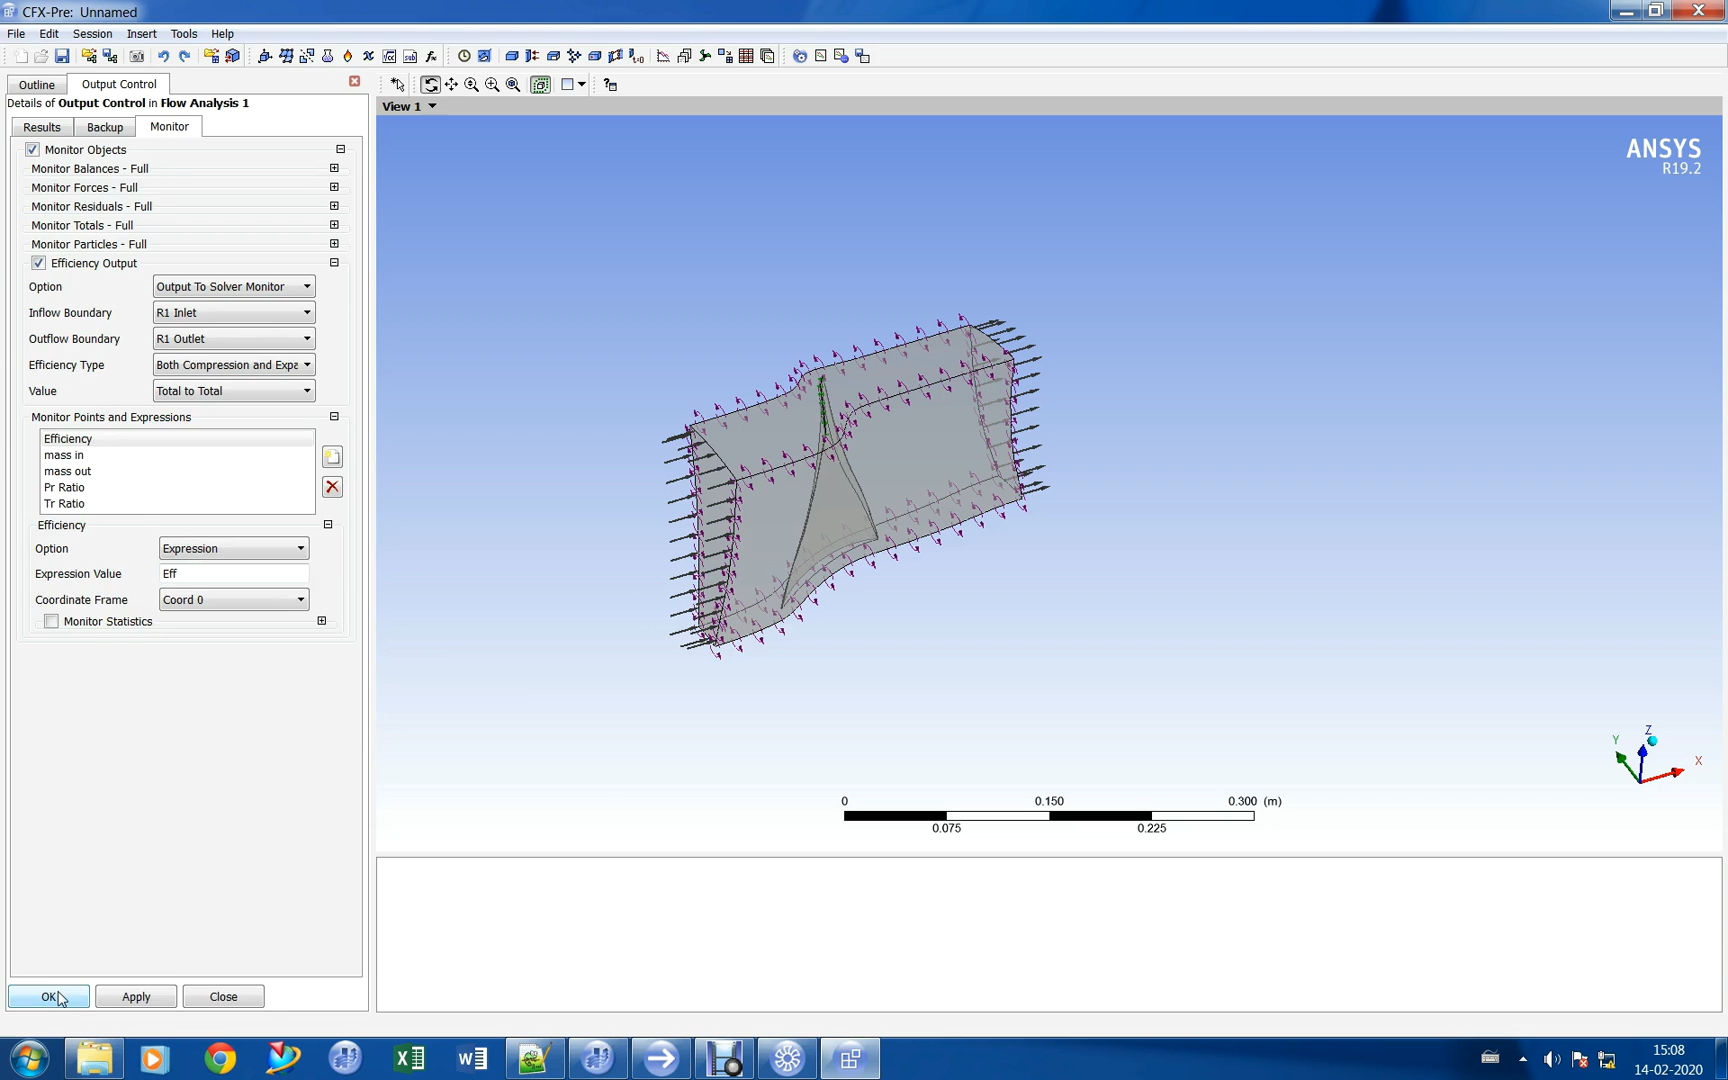 CFX-Pre: Unnamed
File Edit Session Insert Tools Help
Outline Output Control
Details of Output Control in Flow Analysis 1
Results Backup Monitor
Monitor Objects
Monitor Balances - Full
Monitor Forces - Full
Monitor Residuals - Full
Monitor Totals - Full
Monitor Particles - Full
Efficiency Output
Option Output To Solver Monitor
Inflow Boundary R1 Inlet
Outflow Boundary R1 Outlet
Efficiency Type Both Compression and Expa
Value Total to Total
Monitor Points and Expressions
Efficiency
mass in
mass out
Pr Ratio
Tr Ratio
Efficiency
Option Expression
Expression Value Eff
Coordinate Frame Coord 0
Monitor Statistics
OK Apply Close
View 1
ANSYS
R19.2
Z
Y
X
0 0.150 0.300 (m)
0.075 0.225
15:08
14-02-2020